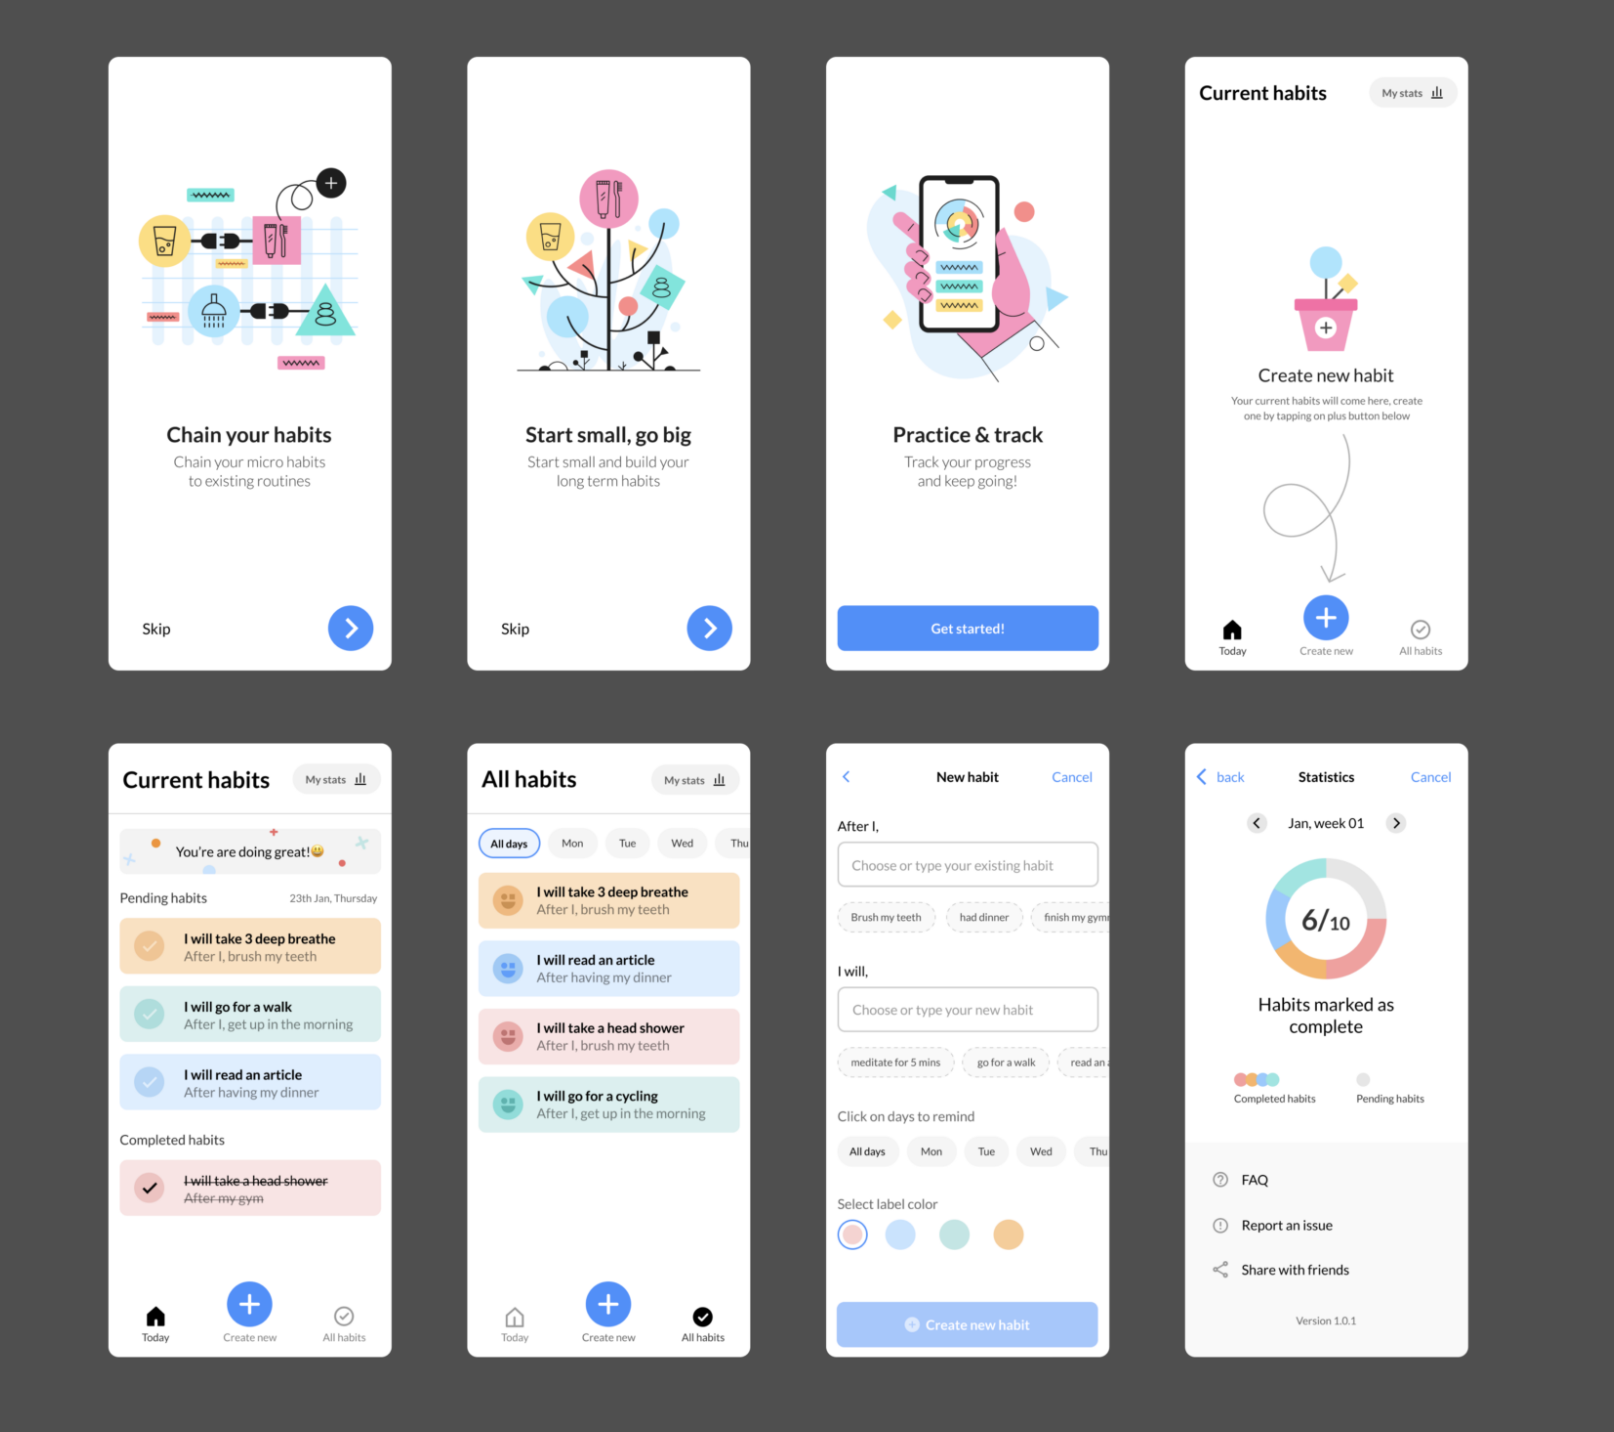 Chain your habits
Chain your micro habits
to existing routines
Skip
Start small, go big
Start small and build your
long term habits
Skip
Practice & track
Track your progress
and keep going!
Get started!
Current habits
My stats
Create new habit
Your current habits will come here, create
one by tapping on plus button below
Today
Create new
All habits
Current habits
My stats
You're are doing great!😀
Pending habits
23th Jan, Thursday
I will take 3 deep breathe
After I, brush my teeth
I will go for a walk
After I, get up in the morning
I will read an article
After having my dinner
Completed habits
I will take a head shower
After my gym
Today
Create new
All habits
All habits
My stats
All days
Mon
Tue
Wed
Thu
I will take 3 deep breathe
After I, brush my teeth
I will read an article
After having my dinner
I will take a head shower
After I, brush my teeth
I will go for a cycling
After I, get up in the morning
Today
Create new
All habits
New habit
Cancel
After I,
Choose or type your existing habit
Brush my teeth
had dinner
finish my gym
I will,
Choose or type your new habit
meditate for 5 mins
go for a walk
read an
Click on days to remind
All days
Mon
Tue
Wed
Thu
Select label color
Create new habit
back
Statistics
Cancel
Jan, week 01
6/10
Habits marked as
complete
Completed habits
Pending habits
FAQ
Report an issue
Share with friends
Version 1.0.1